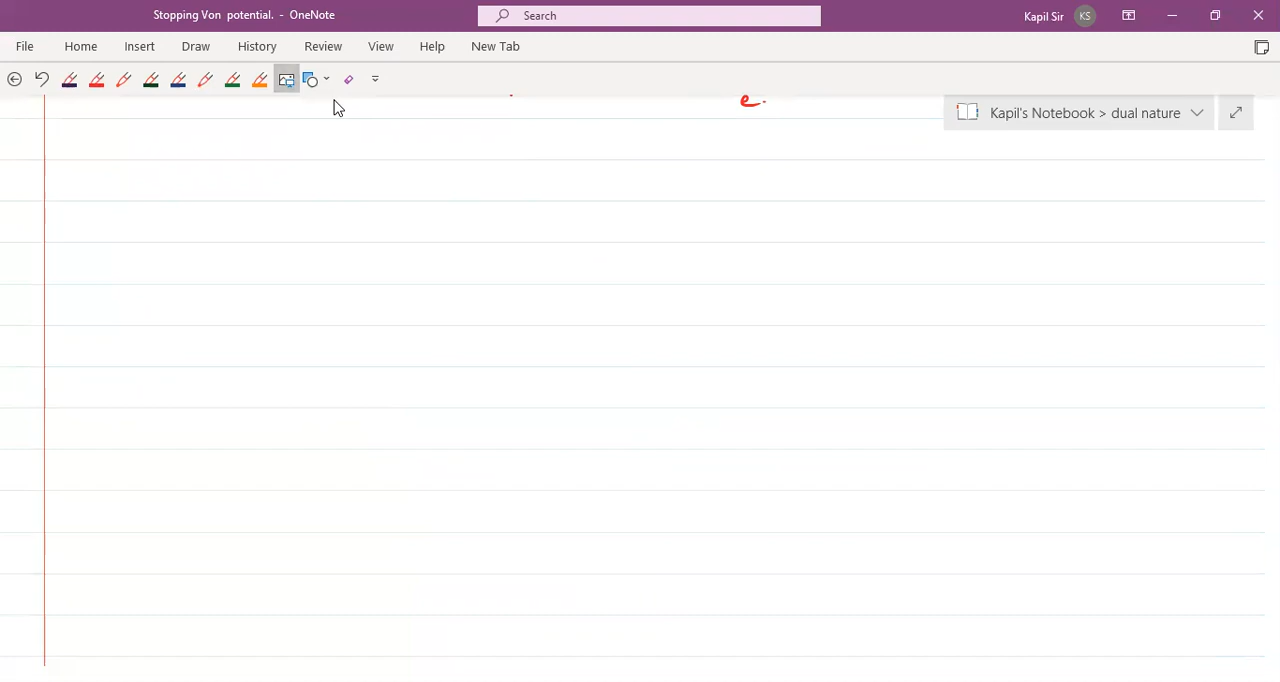 Stopping Von potential. - OneNote
Search
Kapil Sir
KS
File
Home
Insert
Draw
History
Review
View
Help
New Tab
e.
Kapil's Notebook > dual nature